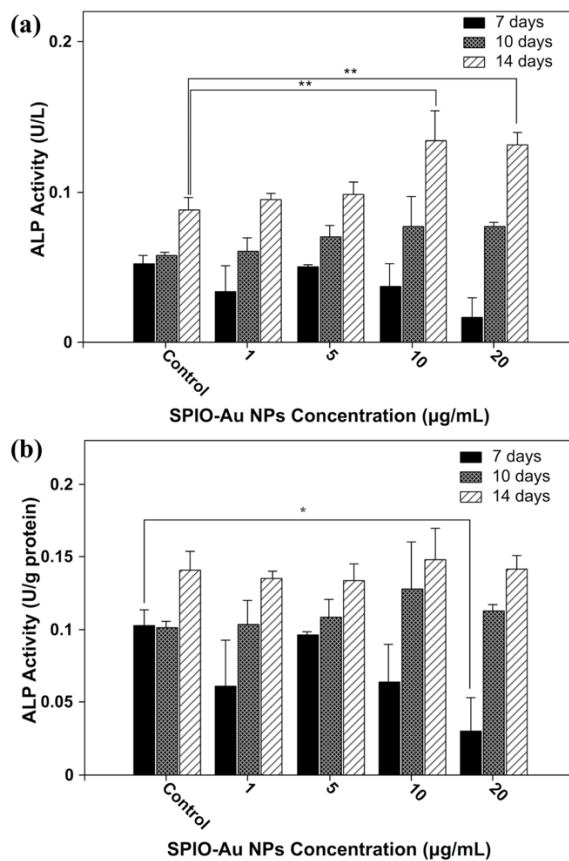 (a)
7 days
10 days
14 days
0.2
**
**
0.1
0
ALP Activity (U/L)
Control
1
5
10
20
SPIO-Au NPs Concentration (µg/mL)
(b)
7 days
10 days
14 days
0.2
*
0.15
0.1
0.05
0
ALP Activity (U/g protein)
Control
1
5
10
20
SPIO-Au NPs Concentration (µg/mL)